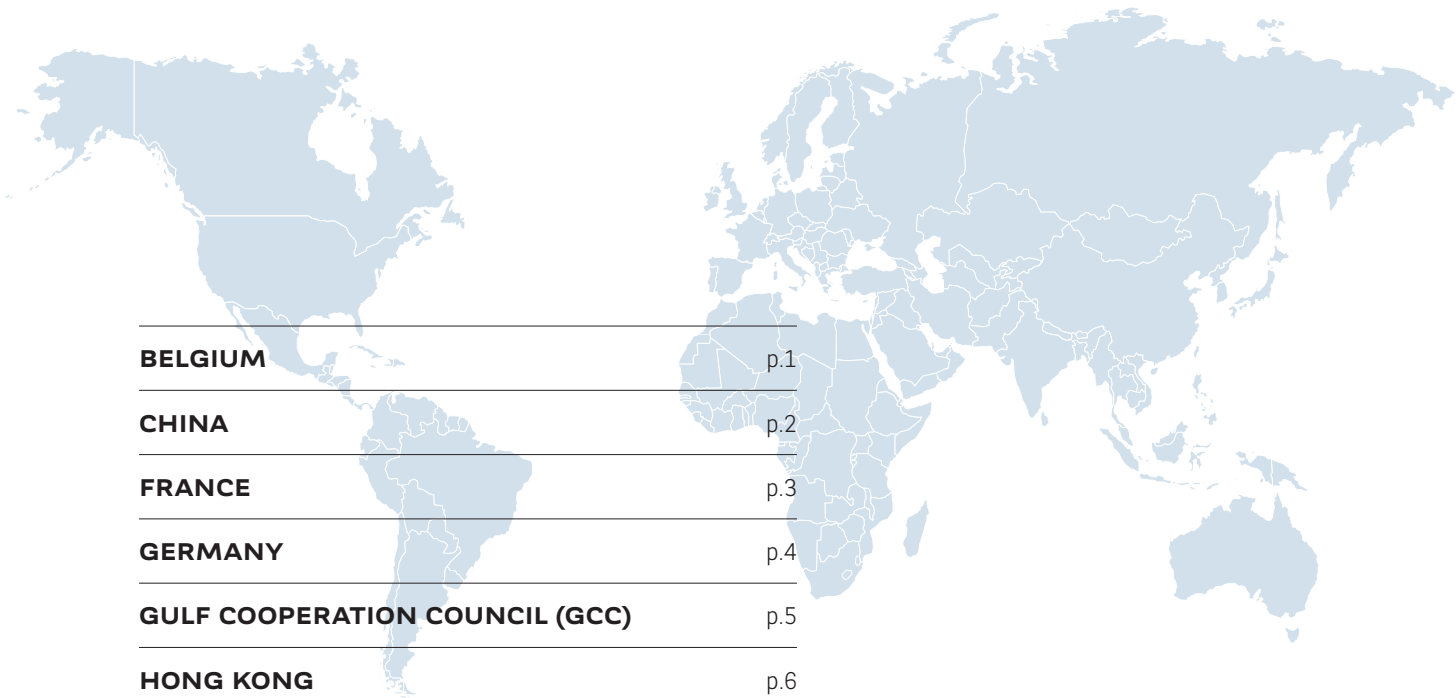 BELGIUM p.1
CHINA p.2
FRANCE p.3
GERMANY p.4
GULF COOPERATION COUNCIL (GCC) p.5
HONG KONG p.6